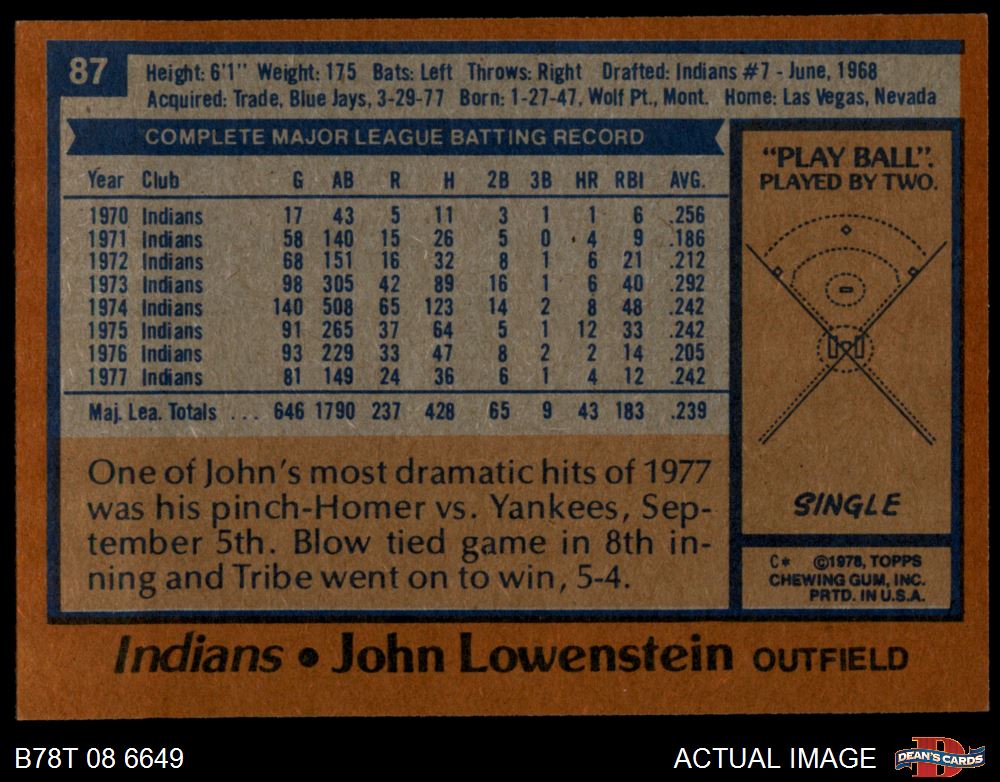 87
Height: 6'1" Weight: 175 Bats: Left Throws: Right Drafted: Indians #7 - June, 1968
Acquired: Trade, Blue Jays, 3-29-77 Born: 1-27-47, Wolf Pt., Mont. Home: Las Vegas, Nevada
COMPLETE MAJOR LEAGUE BATTING RECORD
Year Club G AB R H 2B 3B HR RBI AVG.
1970 Indians 17 43 5 11 3 1 1 6 .256
1971 Indians 58 140 15 26 5 0 4 9 .186
1972 Indians 68 151 16 32 8 1 6 21 .212
1973 Indians 98 305 42 89 16 1 6 40 .292
1974 Indians 140 508 65 123 14 2 8 48 .242
1975 Indians 91 265 37 64 5 1 12 33 .242
1976 Indians 93 229 33 47 8 2 2 14 .205
1977 Indians 81 149 24 36 6 1 4 12 .242
Maj. Lea. Totals ... 646 1790 237 428 65 9 43 183 .239
One of John's most dramatic hits of 1977
was his pinch-Homer vs. Yankees, Sep-
tember 5th. Blow tied game in 8th in-
ning and Tribe went on to win, 5-4.
"PLAY BALL".
PLAYED BY TWO.
SINGLE
C* ©1978, TOPPS
CHEWING GUM, INC.
PRTD. IN U.S.A.
Indians • John Lowenstein OUTFIELD
B78T 08 6649
ACTUAL IMAGE
DEAN'S CARDS